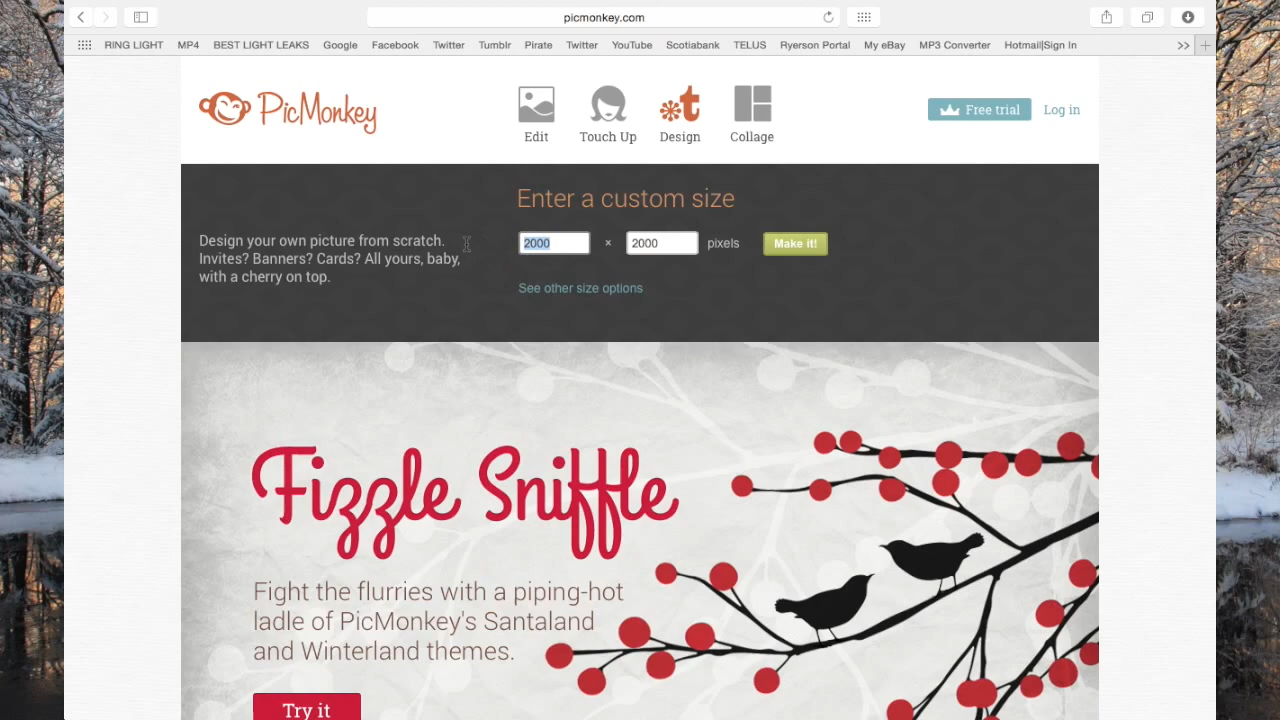 picmonkey.com
RING LIGHT MP4 BEST LIGHT LEAKS Google Facebook Twitter Tumblr Pirate Twitter YouTube Scotiabank TELUS Ryerson Portal My eBay MP3 Converter Hotmail|Sign In >>
PicMonkey
Edit Touch Up Design Collage
Free trial Log in
Enter a custom size
Design your own picture from scratch.
Invites? Banners? Cards? All yours, baby,
with a cherry on top.
2000 × 2000 pixels Make it!
See other size options
Fizzle Sniffle
Fight the flurries with a piping-hot
ladle of PicMonkey's Santaland
and Winterland themes.
Try it